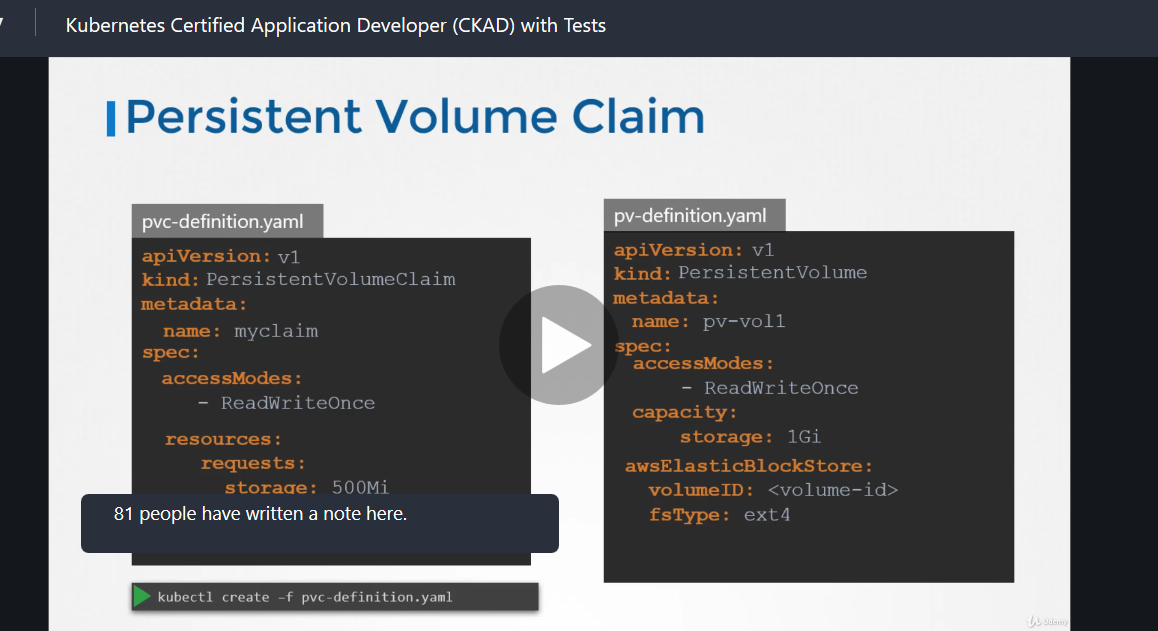 Kubernetes Certified Application Developer (CKAD) with Tests
Persistent Volume Claim
pvc-definition.yaml
apiVersion: v1
kind: PersistentVolumeClaim
metadata:
name: myclaim
spec:
accessModes:
- ReadWriteOnce
resources:
requests:
storage: 500Mi
81 people have written a note here.
kubectl create -f pvc-definition.yaml
pv-definition.yaml
apiVersion: v1
kind: PersistentVolume
metadata:
name: pv-vol1
spec:
accessModes:
- ReadWriteOnce
capacity:
storage: 1Gi
awsElasticBlockStore:
volumeID: <volume-id>
fsType: ext4
Udemy